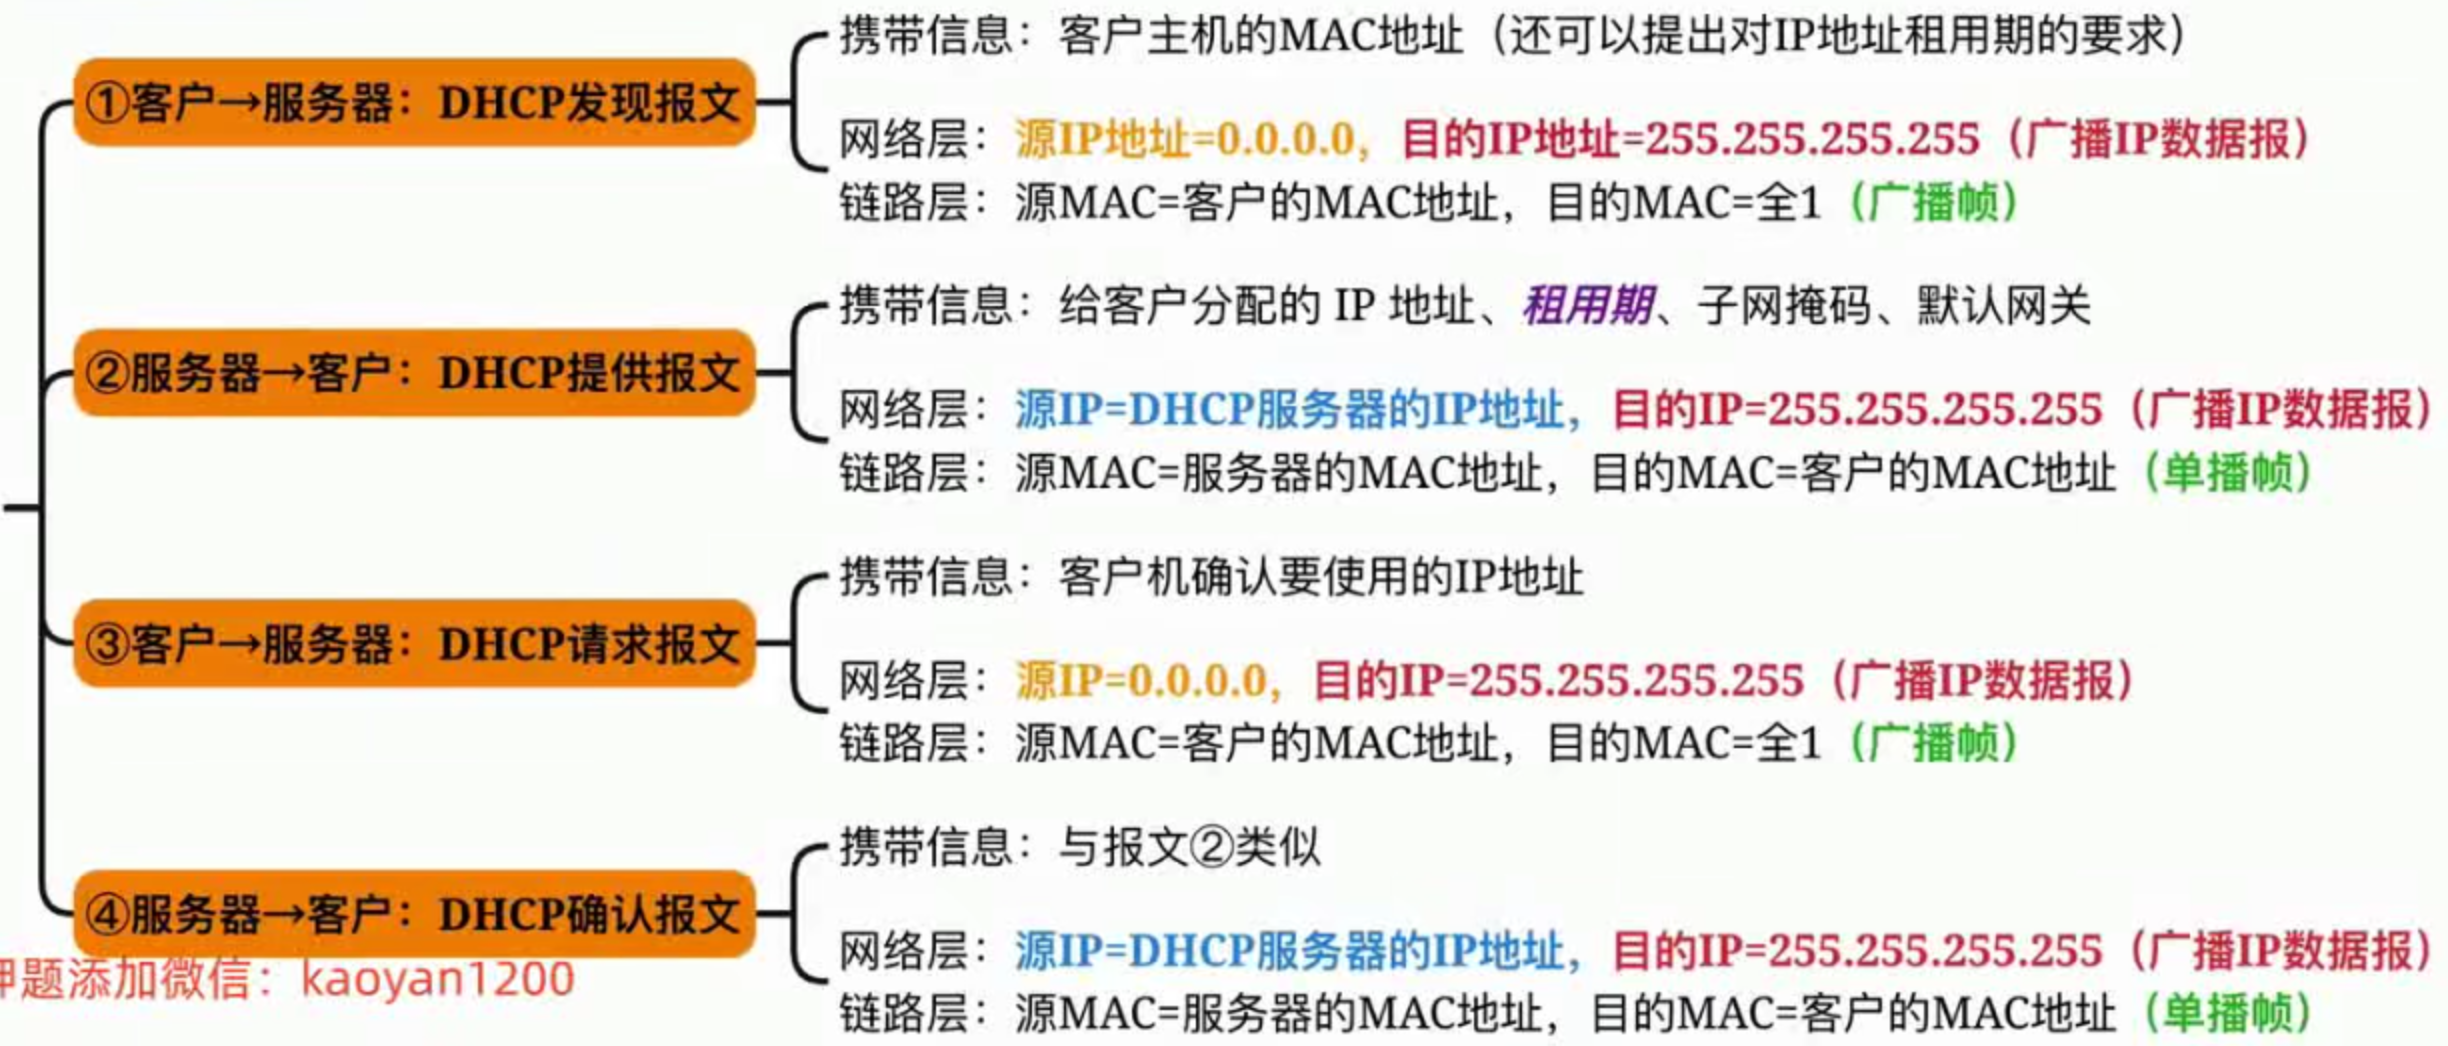 ①客户→服务器：DHCP发现报文
携带信息：客户主机的MAC地址（还可以提出对IP地址租用期的要求）
网络层：源IP地址=0.0.0.0，目的IP地址=255.255.255.255（广播IP数据报）
链路层：源MAC=客户的MAC地址，目的MAC=全1（广播帧）
②服务器→客户：DHCP提供报文
携带信息：给客户分配的 IP 地址、租用期、子网掩码、默认网关
网络层：源IP=DHCP服务器的IP地址，目的IP=255.255.255.255（广播IP数据报）
链路层：源MAC=服务器的MAC地址，目的MAC=客户的MAC地址（单播帧）
③客户→服务器：DHCP请求报文
携带信息：客户机确认要使用的IP地址
网络层：源IP=0.0.0.0，目的IP=255.255.255.255（广播IP数据报）
链路层：源MAC=客户的MAC地址，目的MAC=全1（广播帧）
④服务器→客户：DHCP确认报文
携带信息：与报文②类似
网络层：源IP=DHCP服务器的IP地址，目的IP=255.255.255.255（广播IP数据报）
链路层：源MAC=服务器的MAC地址，目的MAC=客户的MAC地址（单播帧）
题添加微信：kaoyan1200